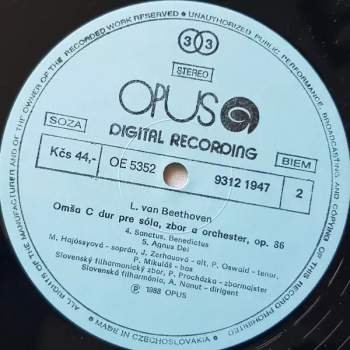 UNAUTHORIZED PUBLIC PERFORMANCE, BROADCASTING AND COPYING OF THIS RECORD PROHIBITED
ALL RIGHTS OF THE MANUFACTURER AND OF THE OWNER OF THE RECORDED WORK RESERVED
33
STEREO
OPUS
DIGITAL RECORDING
SOZA
BIEM
Kčs 44,-
OE 5352
9312 1947
2
L. van Beethoven
Omša C dur pre sóla, zbor a orchester, op. 86
4. Sanctus, Benedictus
5. Agnus Dei
M. Hajóssyová - soprán, J. Zerhauová - alt, P. Oswald - tenor,
P. Mikuláš - bas
Slovenský filharmonický zbor, P. Procházka - zbormajster
Slovenská filharmónia, A. Nanut - dirigent
Ⓟ 1988 OPUS
MADE IN CZECHOSLOVAKIA